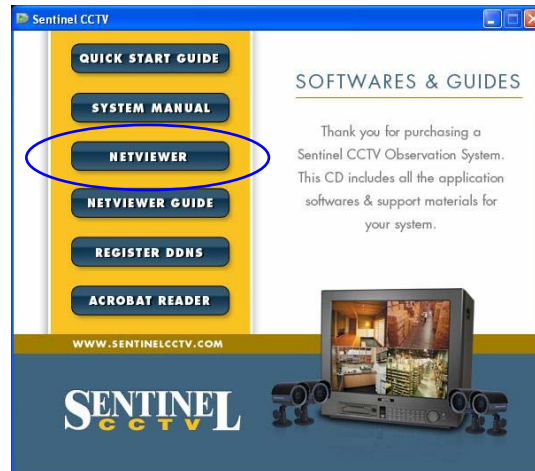 Sentinel CCTV
QUICK START GUIDE
SYSTEM MANUAL
NETVIEWER
NETVIEWER GUIDE
REGISTER DDNS
ACROBAT READER
SOFTWARES & GUIDES
Thank you for purchasing a
Sentinel CCTV Observation System.
This CD includes all the application
softwares & support materials for
your system.
WWW.SENTINELCCTV.COM
SENTINEL
CCTV